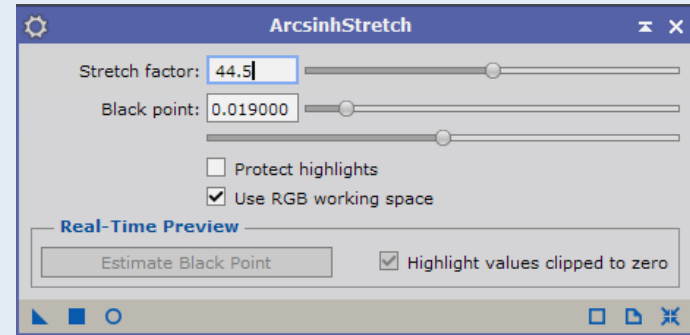 ArcsinhStretch
Stretch factor: 44.5
Black point: 0.019000
Protect highlights
Use RGB working space
Real-Time Preview
Estimate Black Point
Highlight values clipped to zero